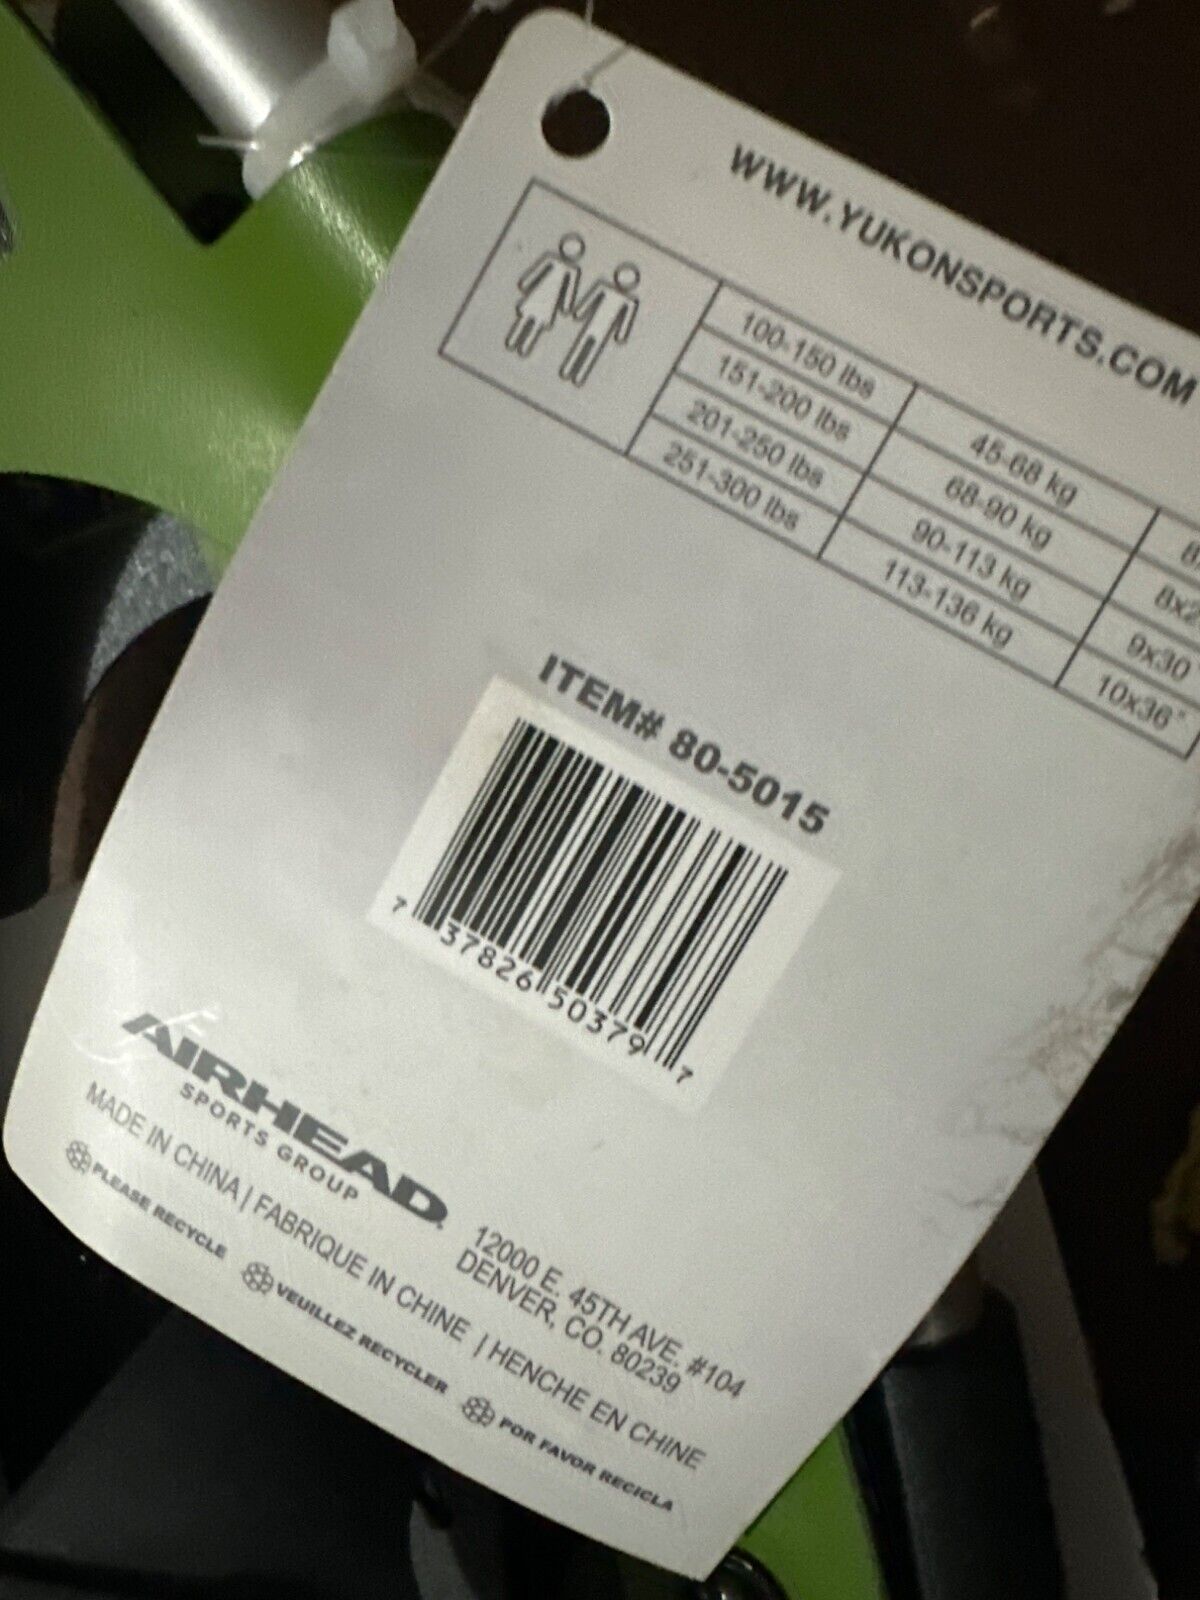 WWW.YUKONSPORTS.COM
100-150 lbs 45-68 kg
151-200 lbs 68-90 kg
201-250 lbs 90-113 kg 9x30
251-300 lbs 113-136 kg 10x36"
ITEM# 80-5015
7 37826 50379 7
AIRHEAD
SPORTS GROUP
12000 E. 45TH AVE. #104
DENVER, CO. 80239
MADE IN CHINA | FABRIQUE IN CHINE | HENCHE EN CHINE
PLEASE RECYCLE VEUILLEZ RECYCLER POR FAVOR RECICLA